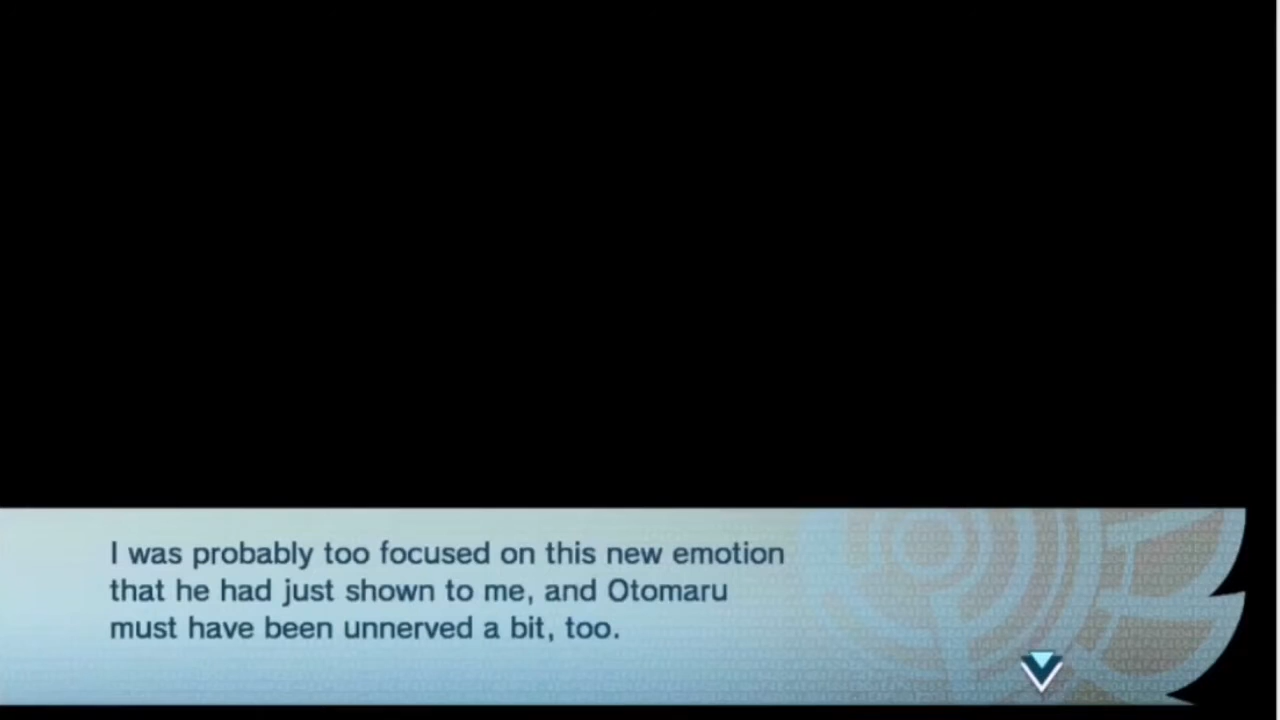 I was probably too focused on this new emotion
that he had just shown to me, and Otomaru
must have been unnerved a bit, too.